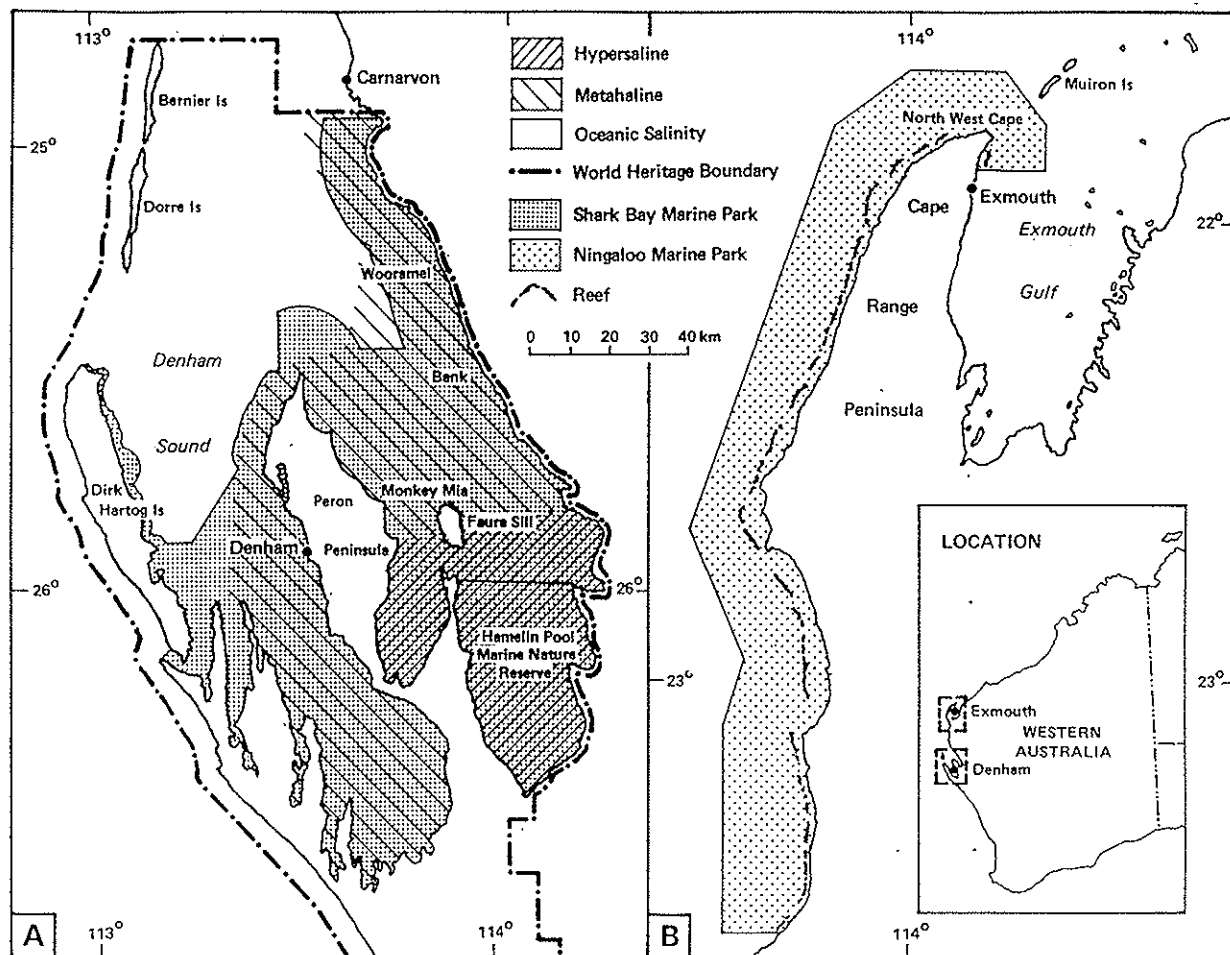 113°
Carnarvon
Bernier Is
25°
Dorre Is
Wooramel
Denham
Sound
Bank
Dirk
Hartog Is
Peron
Peninsula
Monkey Mia
Faure Sill
Denham
26°
26°
Hamelin Pool
Marine Nature
Reserve
113°
114°
A
Hypersaline
Metahaline
Oceanic Salinity
World Heritage Boundary
Shark Bay Marine Park
Ningaloo Marine Park
Reef
0 10 20 30 40 km
114°
Muiron Is
North West Cape
Exmouth
Cape
Range
Peninsula
Exmouth
Gulf
22°
23°
23°
114°
B
LOCATION
Exmouth
WESTERN
AUSTRALIA
Denham